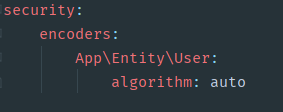 security:
    encoders:
        App\Entity\User:
            algorithm: auto